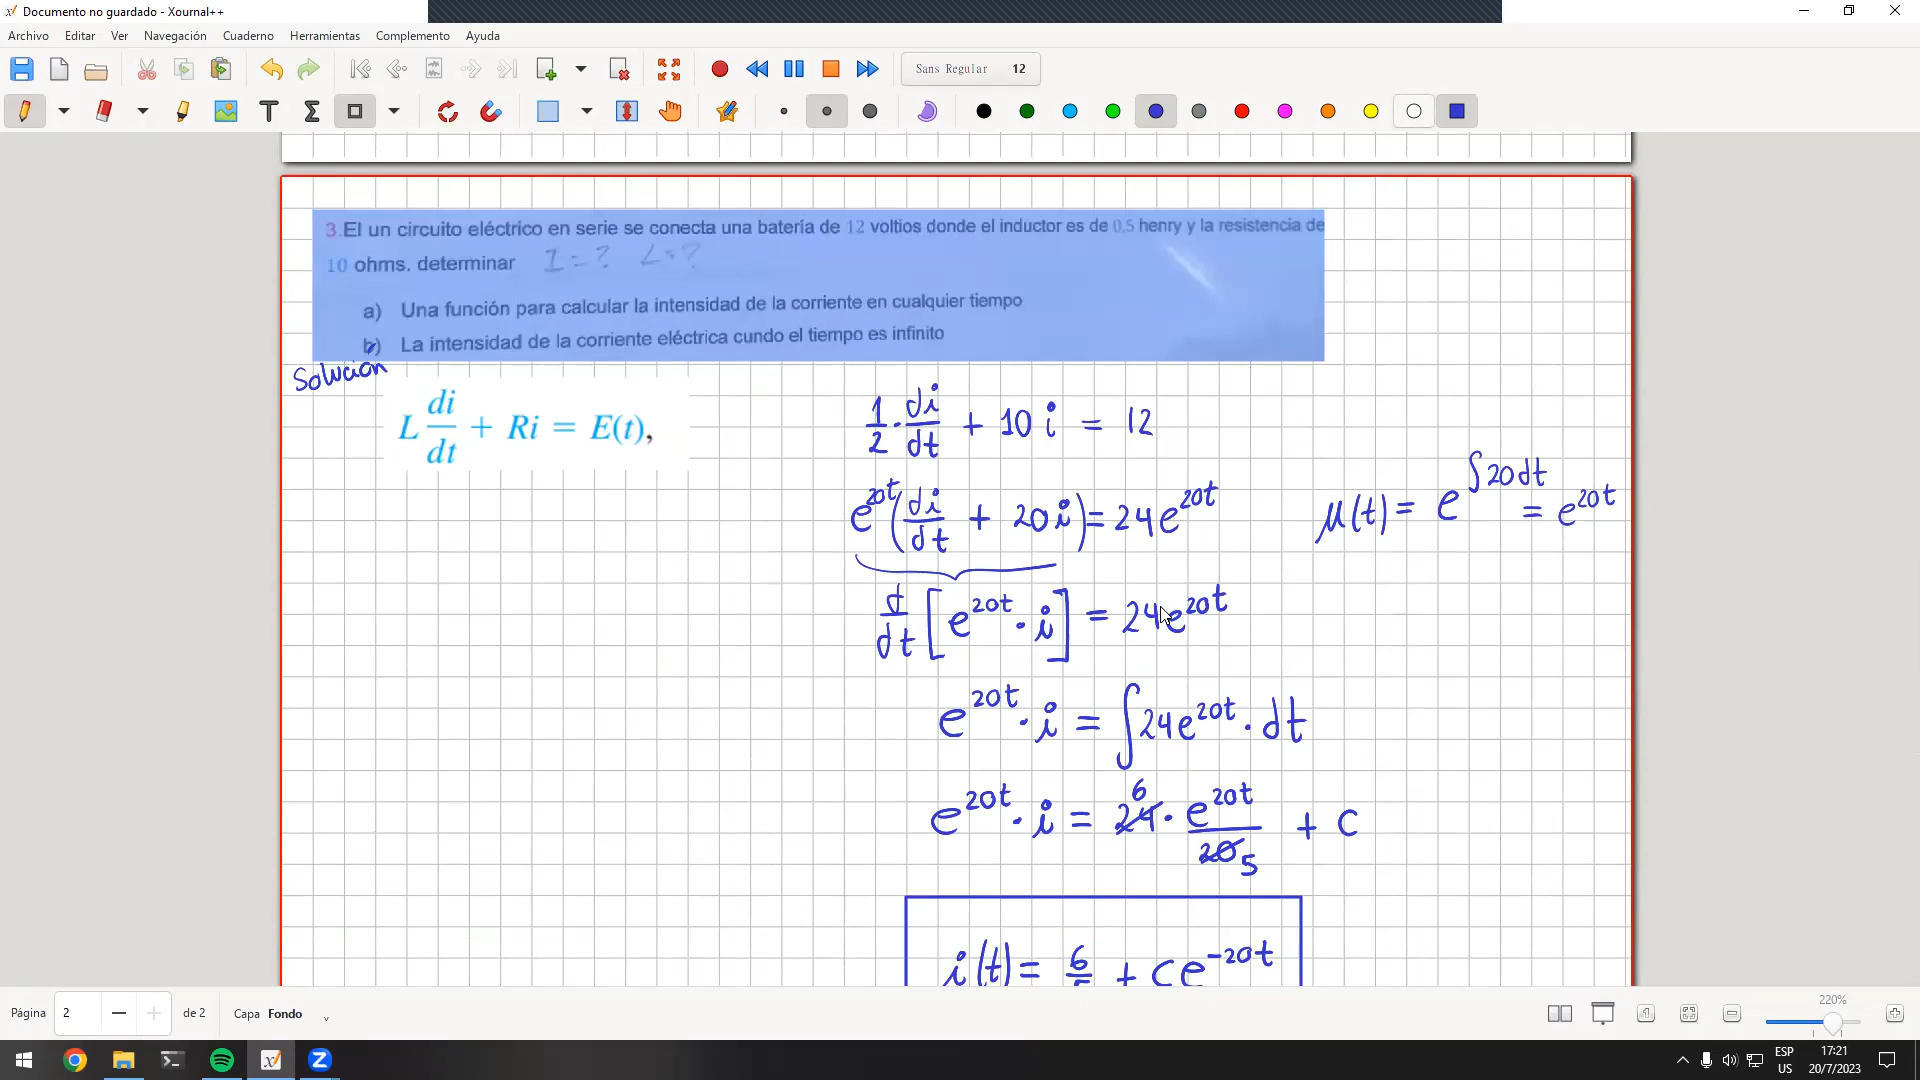 Documento no guardado - Xournal++
Archivo Editar Ver Navegación Cuaderno Herramientas Complemento Ayuda
Sans Regular 12
3.El un circuito eléctrico en serie se conecta una batería de 12 voltios donde el inductor es de 0,5 henry y la resistencia de
10 ohms. determinar I = ? L = ?
a) Una función para calcular la intensidad de la corriente en cualquier tiempo
b) La intensidad de la corriente eléctrica cundo el tiempo es infinito
Solución
L di/dt + Ri = E(t),
1/2 · di/dt + 10 i = 12
e^20t (di/dt + 20i) = 24e^20t
μ(t) = e^∫20dt = e^20t
d/dt [e^20t · i] = 24e^20t
e^20t · i = ∫24e^20t · dt
e^20t · i = 24 6 · e^20t/20 5 + c
i(t) = 6/5 + ce^-20t
Página 2 de 2 Capa Fondo 220%
ESP US 17:21 20/7/2023